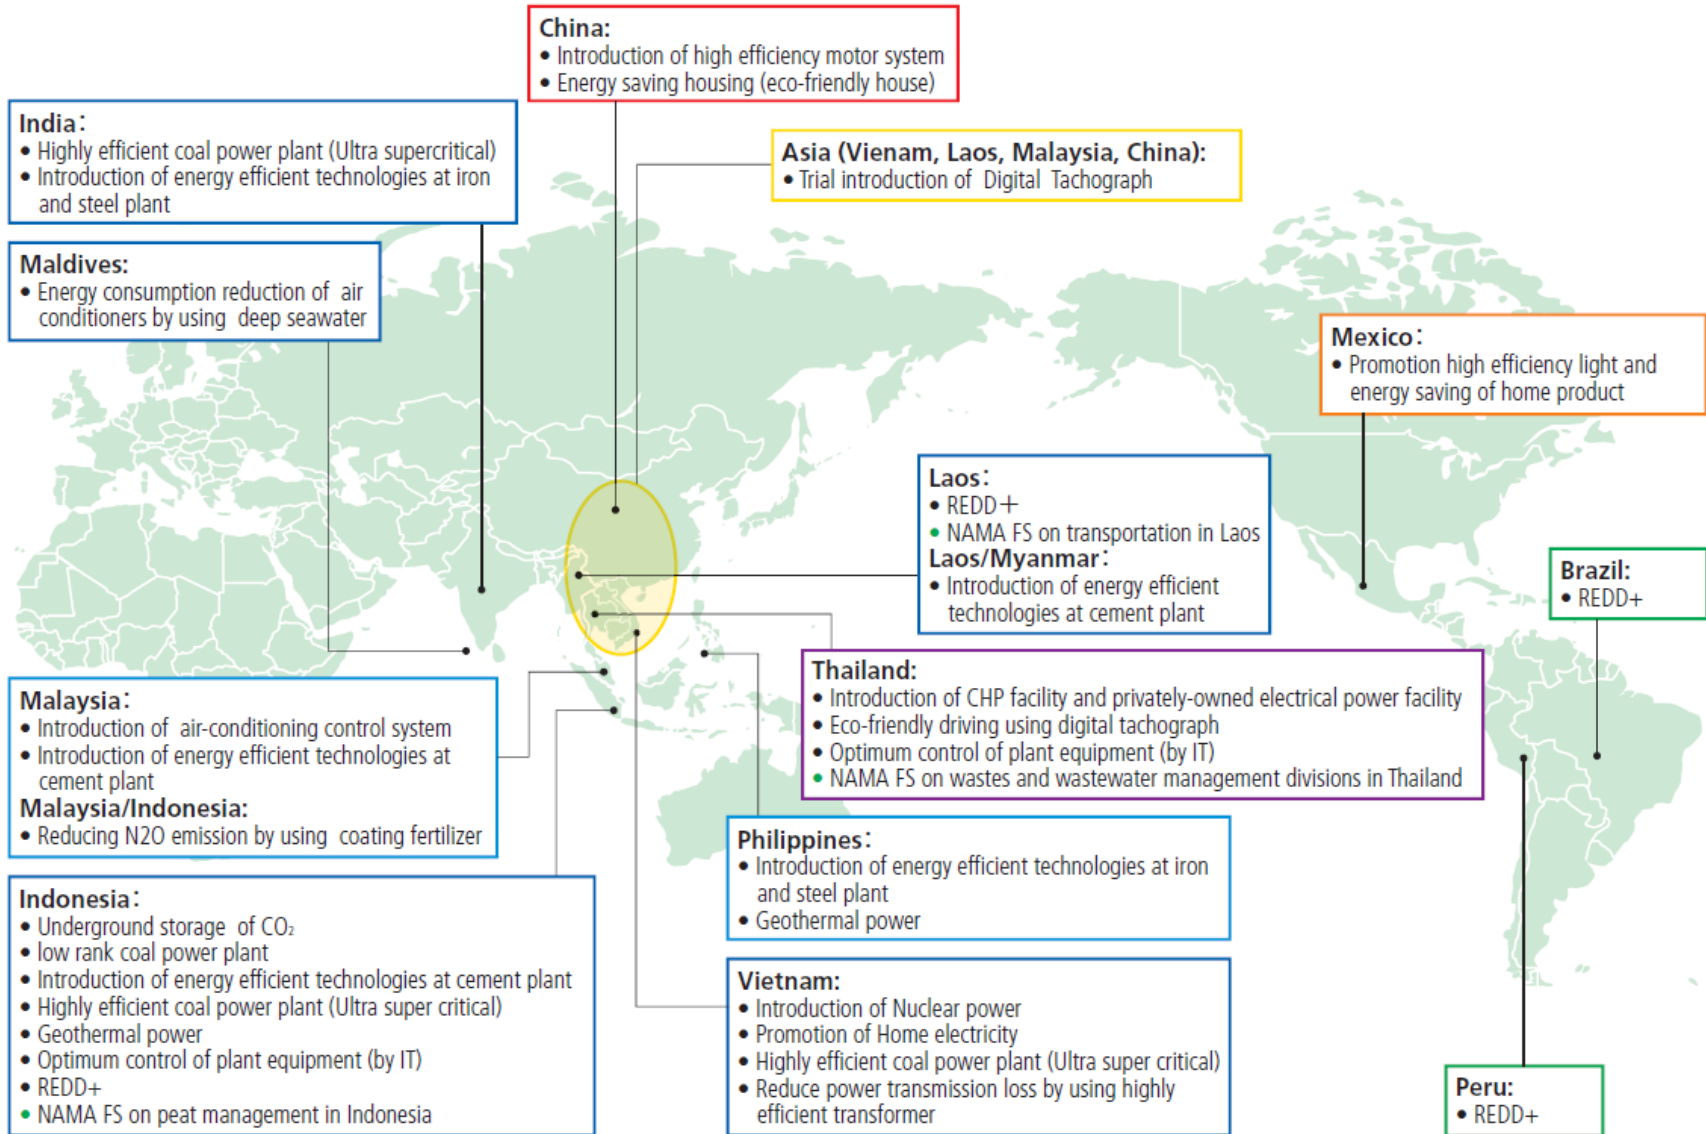 China:
• Introduction of high efficiency motor system
• Energy saving housing (eco-friendly house)
India:
• Highly efficient coal power plant (Ultra supercritical)
• Introduction of energy efficient technologies at iron
and steel plant
Asia (Vienam, Laos, Malaysia, China):
• Trial introduction of Digital Tachograph
Maldives:
• Energy consumption reduction of air
conditioners by using deep seawater
Mexico:
• Promotion high efficiency light and
energy saving of home product
Laos:
• REDD+
• NAMA FS on transportation in Laos
Laos/Myanmar:
• Introduction of energy efficient
technologies at cement plant
Brazil:
• REDD+
Thailand:
• Introduction of CHP facility and privately-owned electrical power facility
• Eco-friendly driving using digital tachograph
• Optimum control of plant equipment (by IT)
• NAMA FS on wastes and wastewater management divisions in Thailand
Malaysia:
• Introduction of air-conditioning control system
• Introduction of energy efficient technologies at
cement plant
Malaysia/Indonesia:
• Reducing N2O emission by using coating fertilizer
Philippines:
• Introduction of energy efficient technologies at iron
and steel plant
• Geothermal power
Indonesia:
• Underground storage of CO₂
• low rank coal power plant
• Introduction of energy efficient technologies at cement plant
• Highly efficient coal power plant (Ultra super critical)
• Geothermal power
• Optimum control of plant equipment (by IT)
• REDD+
• NAMA FS on peat management in Indonesia
Vietnam:
• Introduction of Nuclear power
• Promotion of Home electricity
• Highly efficient coal power plant (Ultra super critical)
• Reduce power transmission loss by using highly
efficient transformer
Peru:
• REDD+